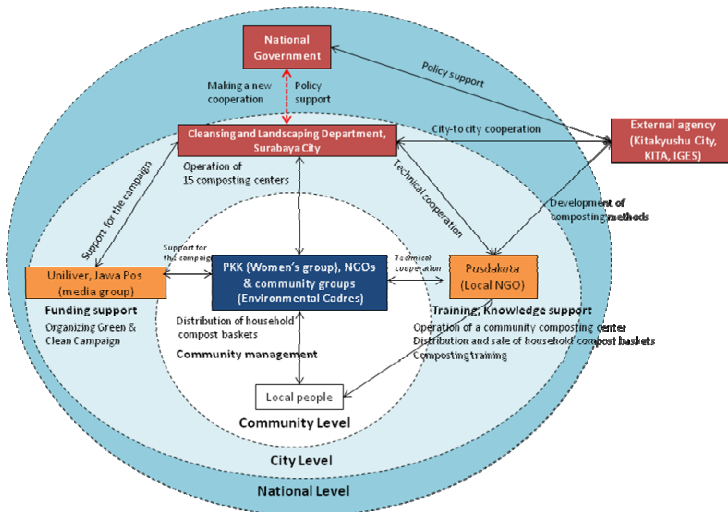 National
Government
Making a new
cooperation
Policy
support
Policy support
Cleansing and Landscaping Department,
Surabaya City
City-to city cooperation
External agency
(Kitakyushu City,
KITA, IGES)
Operation of
15 composting centers
Support for the campaign
Technical cooperation
Development of
composting methods
Uniliver, Jawa Pos
(media group)
Support for
the campaign
PKK (Women's group), NGOs
& community groups
(Environmental Cadres)
Technical
cooperation
Pusdakota
(Local NGO)
Funding support
Organizing Green &
Clean Campaign
Distribution of household
compost baskets
Community management
Training, Knowledge support
Operation of a community composting center
Distribution and sale of household compost baskets
Composting training
Local people
Community Level
City Level
National Level